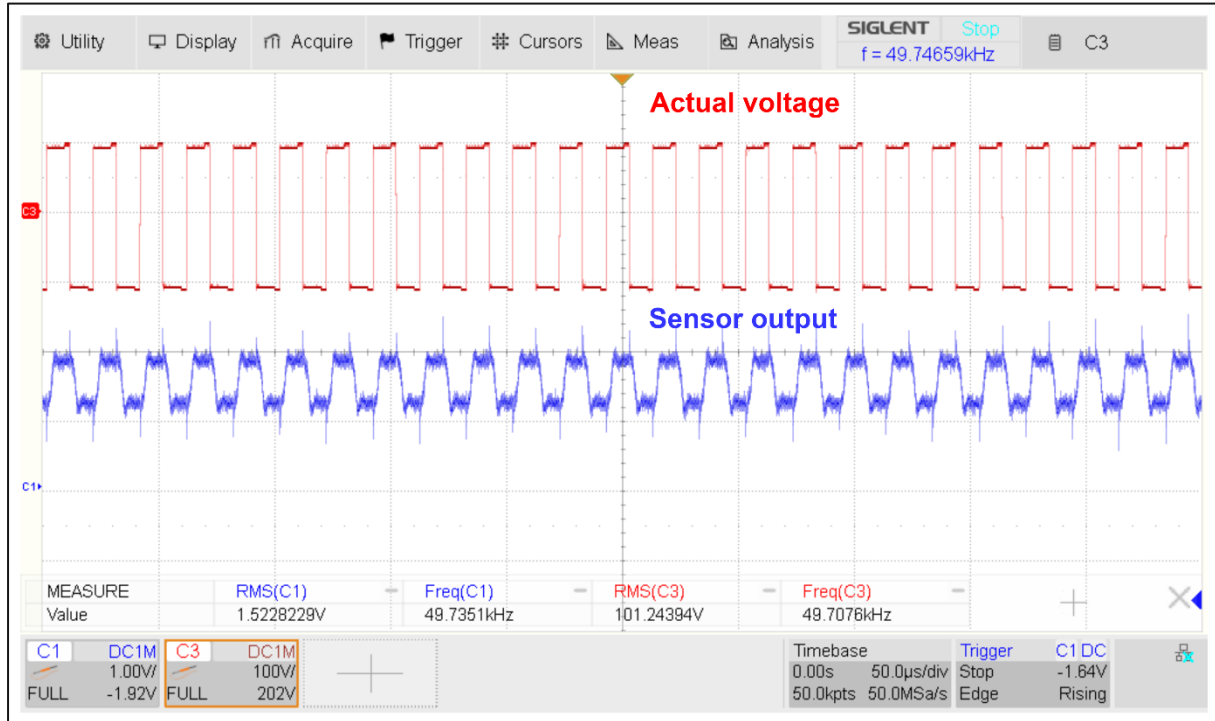 Utility Display Acquire Trigger Cursors Meas Analysis SIGLENT Stop C3
f = 49.74659kHz
Actual voltage
C3
Sensor output
C1
MEASURE RMS(C1) Freq(C1) RMS(C3) Freq(C3)
Value 1.5228229V 49.7351kHz 101.24394V 49.7076kHz
C1 DC1M C3 DC1M Timebase Trigger C1 DC
1.00V/ 100V/ 0.00s 50.0µs/div Stop -1.64V
FULL -1.92V FULL 202V 50.0kpts 50.0MSa/s Edge Rising